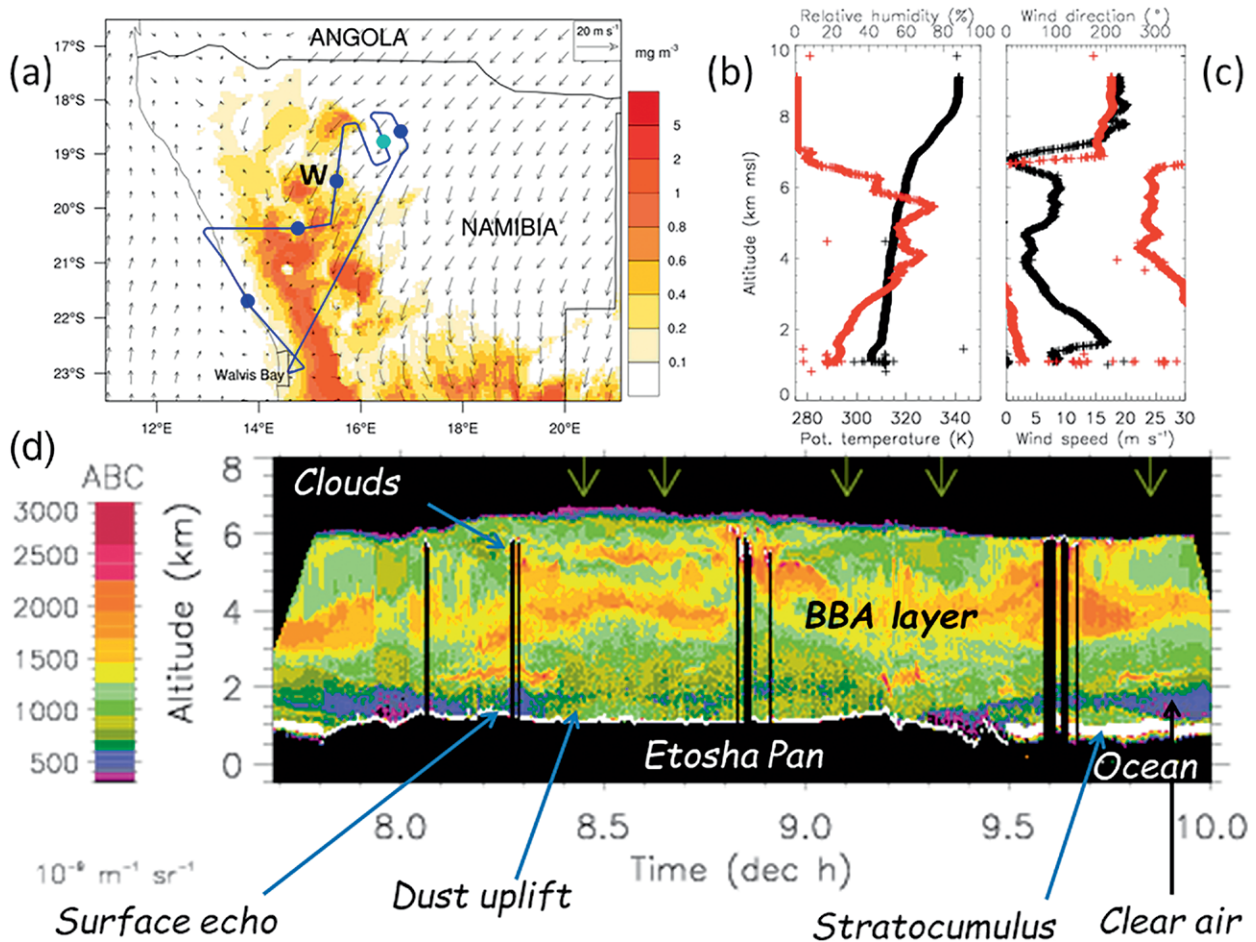 (a)
17°S
18°S
19°S
20°S
21°S
22°S
23°S
12°E
14°E
16°E
18°E
20°E
ANGOLA
20 m s⁻¹
W
NAMIBIA
Walvis Bay
mg m⁻³
5
2
1
0.8
0.6
0.4
0.2
0.1
(b)
Relative humidity (%)
0 20 40 60 80 100
Altitude (km msl)
10
8
6
4
2
0
280 300 320 340
Pot. temperature (K)
(c)
Wind direction (°)
0 100 200 300
0 5 10 15 20 25 30
Wind speed (m s⁻¹)
(d)
ABC
3000
2500
2000
1500
1000
500
10⁻⁹ m⁻¹ sr⁻¹
Altitude (km)
8
6
4
2
0
Clouds
BBA layer
Etosha Pan
Ocean
8.0 8.5 9.0 9.5 10.0
Time (dec h)
Surface echo
Dust uplift
Stratocumulus
Clear air